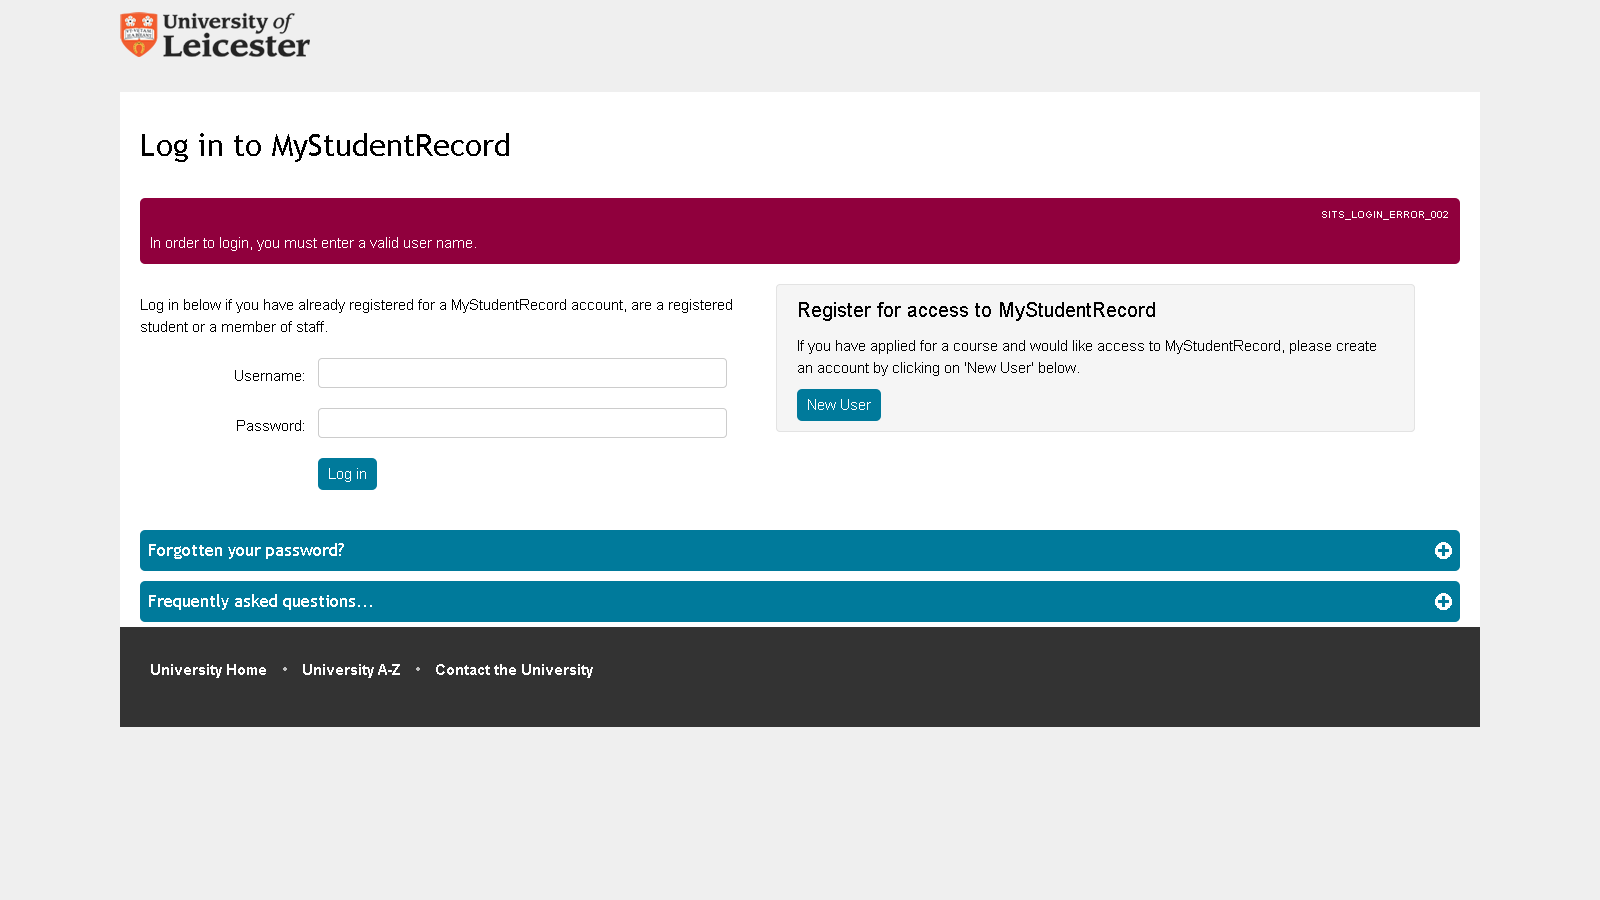 University of
Leicester
Log in to MyStudentRecord
SITS_LOGIN_ERROR_002
In order to login, you must enter a valid user name.
Log in below if you have already registered for a MyStudentRecord account, are a registered
student or a member of staff.
Username:
Password:
Log in
Register for access to MyStudentRecord
If you have applied for a course and would like access to MyStudentRecord, please create
an account by clicking on 'New User' below.
New User
Forgotten your password?
Frequently asked questions...
University Home • University A-Z • Contact the University